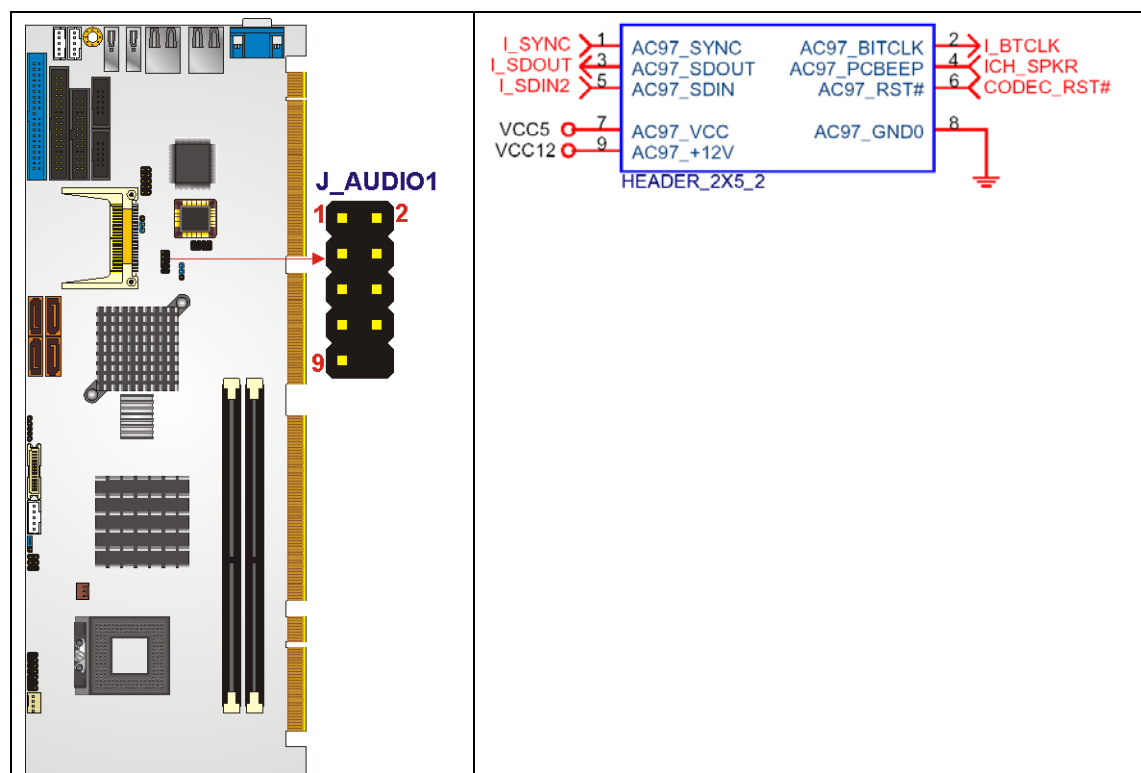 J_AUDIO1
1 2
9
I_SYNC 1 AC97_SYNC AC97_BITCLK 2 I_BTCLK
I_SDOUT 3 AC97_SDOUT AC97_PCBEEP 4 ICH_SPKR
I_SDIN2 5 AC97_SDIN AC97_RST# 6 CODEC_RST#
VCC5 7 AC97_VCC AC97_GND0 8
VCC12 9 AC97_+12V
HEADER_2X5_2